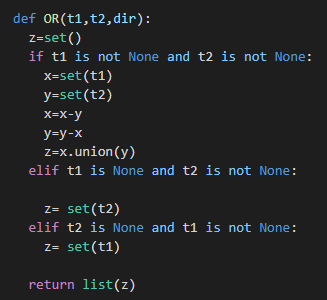 def OR(t1,t2,dir):
  z=set()
  if t1 is not None and t2 is not None:
    x=set(t1)
    y=set(t2)
    x=x-y
    y=y-x
    z=x.union(y)
  elif t1 is None and t2 is not None:

    z= set(t2)
  elif t2 is None and t1 is not None:
    z= set(t1)

  return list(z)